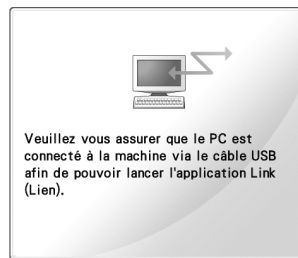 Veuillez vous assurer que le PC est
connecté à la machine via le câble USB
afin de pouvoir lancer l'application Link
(Lien).